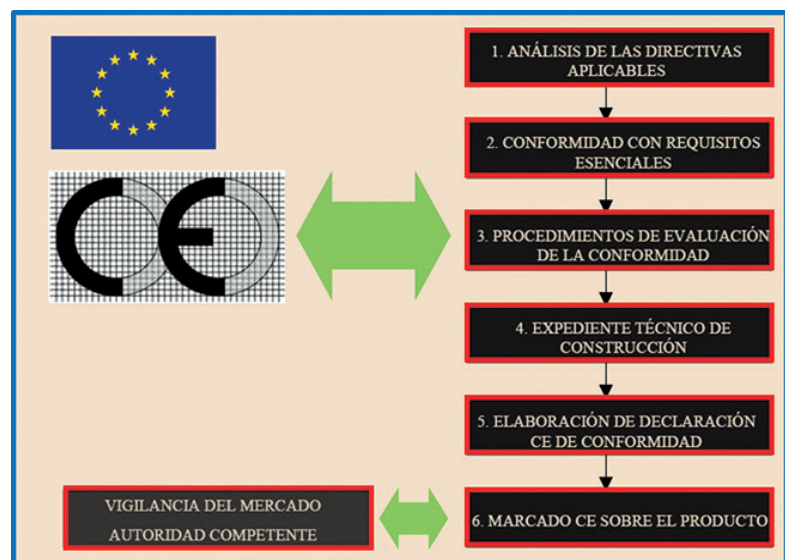 1. ANÁLISIS DE LAS DIRECTIVAS
APLICABLES
2. CONFORMIDAD CON REQUISITOS
ESENCIALES
CE
3. PROCEDIMIENTOS DE EVALUACIÓN
DE LA CONFORMIDAD
4. EXPEDIENTE TÉCNICO DE
CONSTRUCCIÓN
5. ELABORACIÓN DE DECLARACIÓN
CE DE CONFORMIDAD
VIGILANCIA DEL MERCADO
AUTORIDAD COMPETENTE
6. MARCADO CE SOBRE EL PRODUCTO